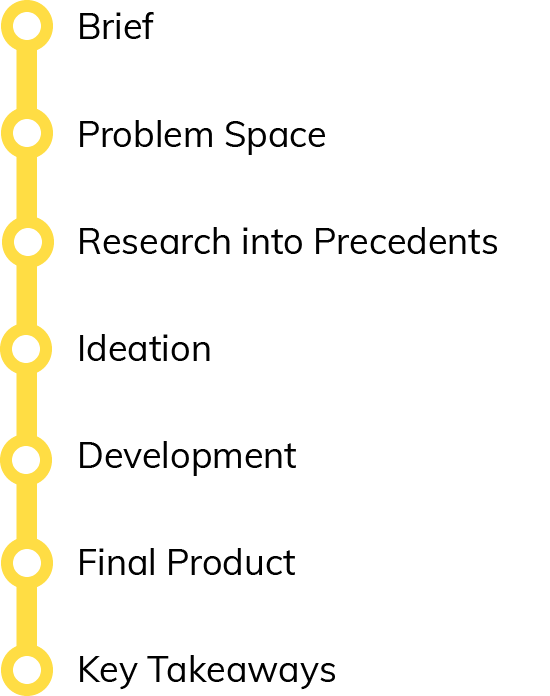 Brief
Problem Space
Research into Precedents
Ideation
Development
Final Product
Key Takeaways